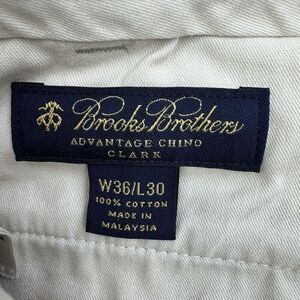 Brooks Brothers
ADVANTAGE CHINO
CLARK
W36/L30
100% COTTON
MADE IN
MALAYSIA